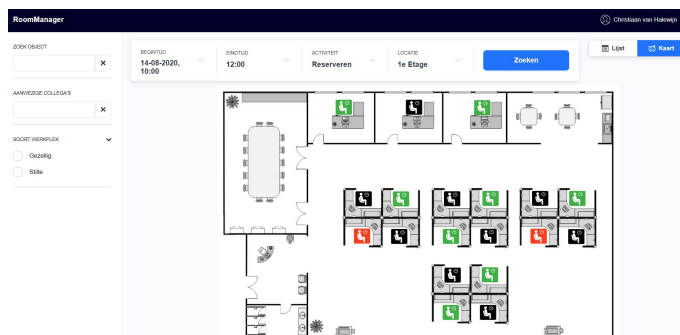 RoomManager
Christiaan van Halowijn
ZOEK OBJECT
AANWEZIGE COLLEGA'S
SOORT WERKPLEK
Gezellig
Stilte
BEGINTIJD
14-08-2020,
10:00
EINDTIJD
12:00
ACTIVITEIT
Reserveren
LOCATIE
1e Etage
Zoeken
Lijst
Kaart